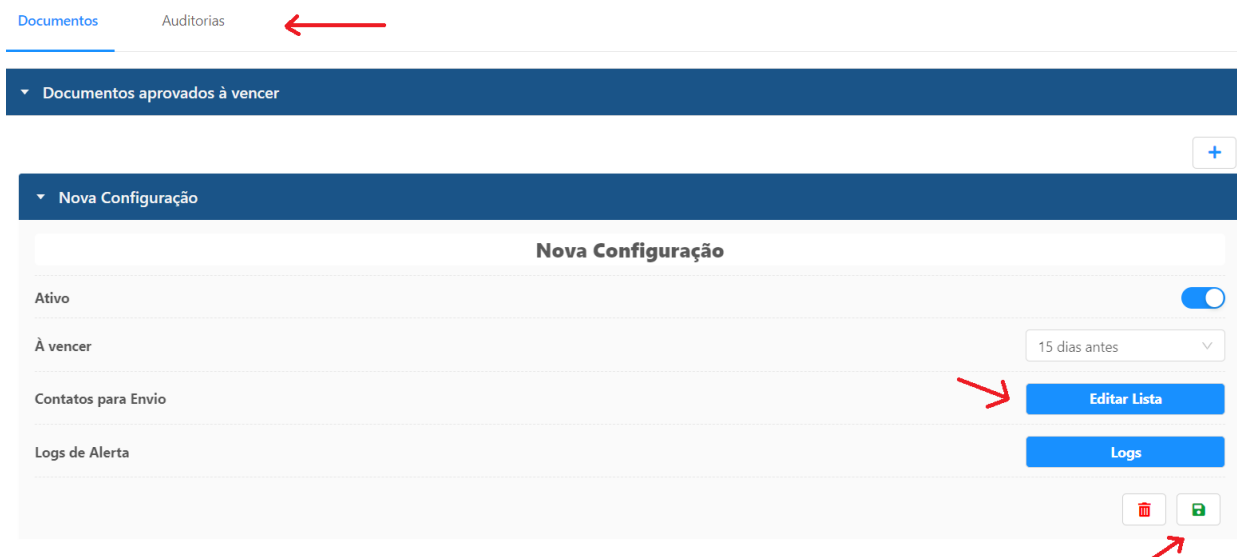 Documentos Auditorias
Documentos aprovados à vencer
+
Nova Configuração
Nova Configuração
Ativo
À vencer 15 dias antes
Contatos para Envio Editar Lista
Logs de Alerta Logs